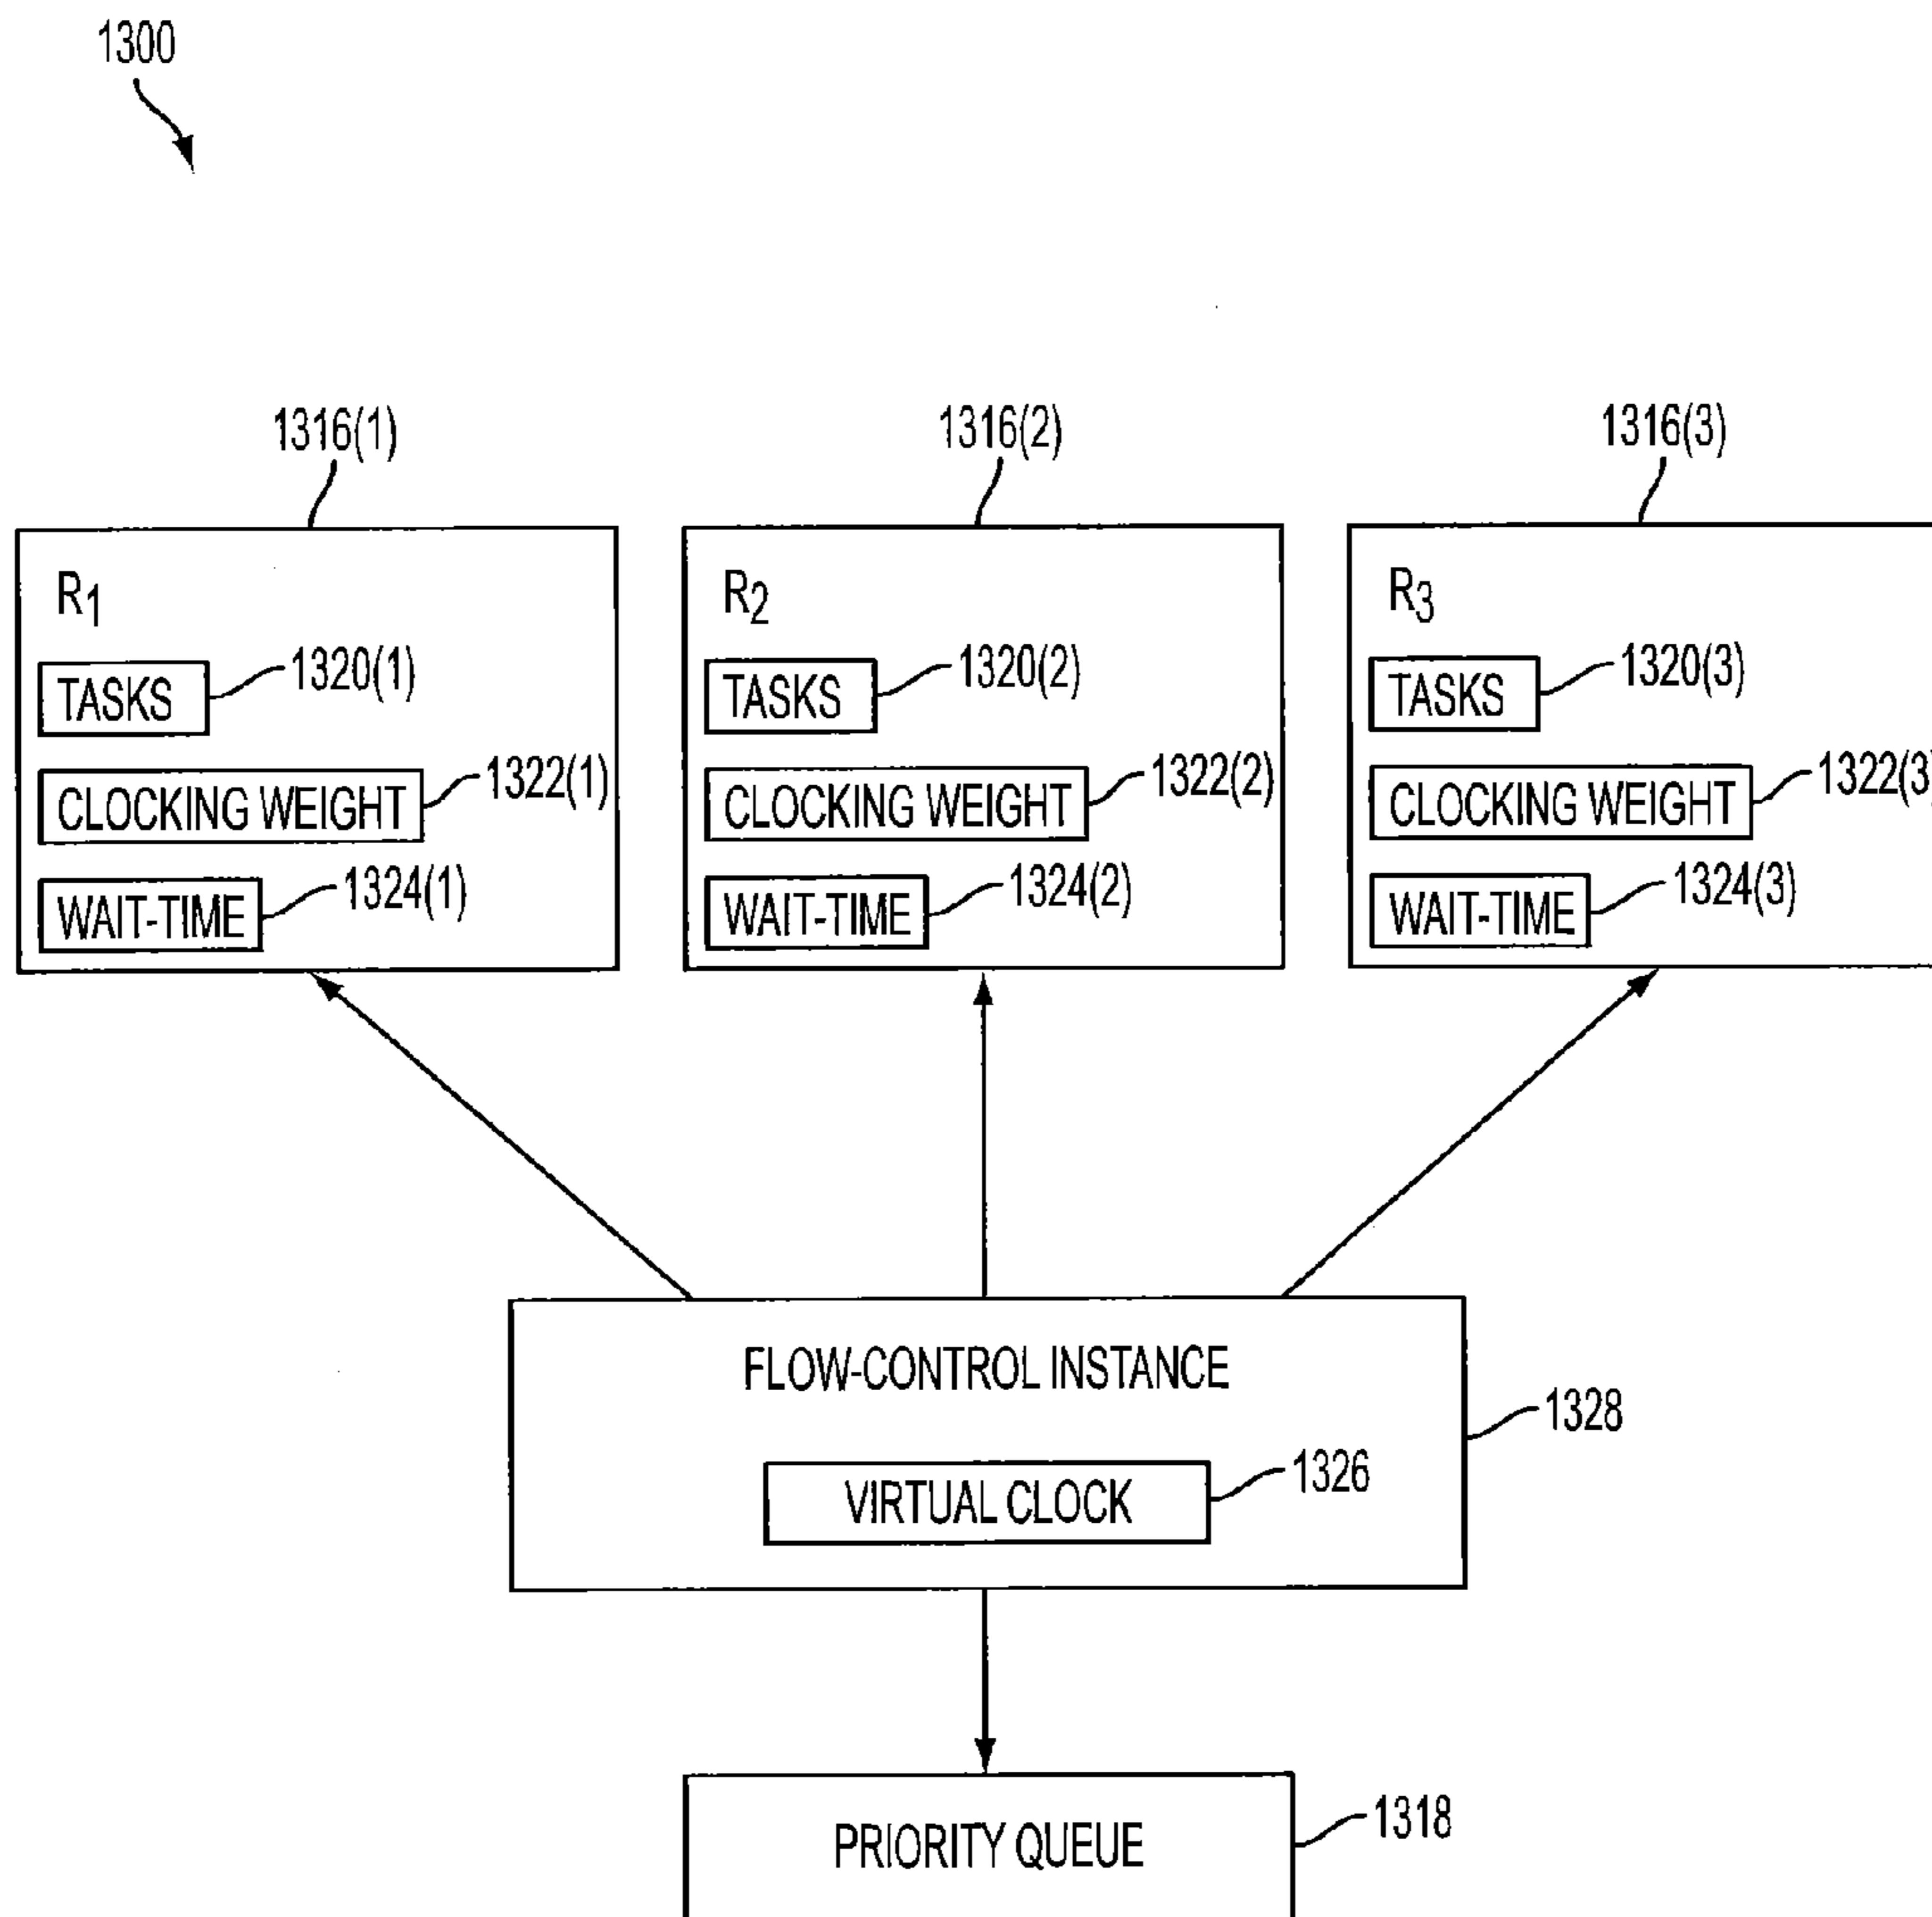 1300
1316(1)
1316(2)
1316(3)
R1
R2
R3
1320(1)
1320(2)
1320(3)
TASKS
TASKS
TASKS
1322(1)
1322(2)
1322(3)
CLOCKING WEIGHT
CLOCKING WEIGHT
CLOCKING WEIGHT
1324(1)
1324(2)
1324(3)
WAIT-TIME
WAIT-TIME
WAIT-TIME
FLOW-CONTROL INSTANCE
1328
1326
VIRTUAL CLOCK
1318
PRIORITY QUEUE